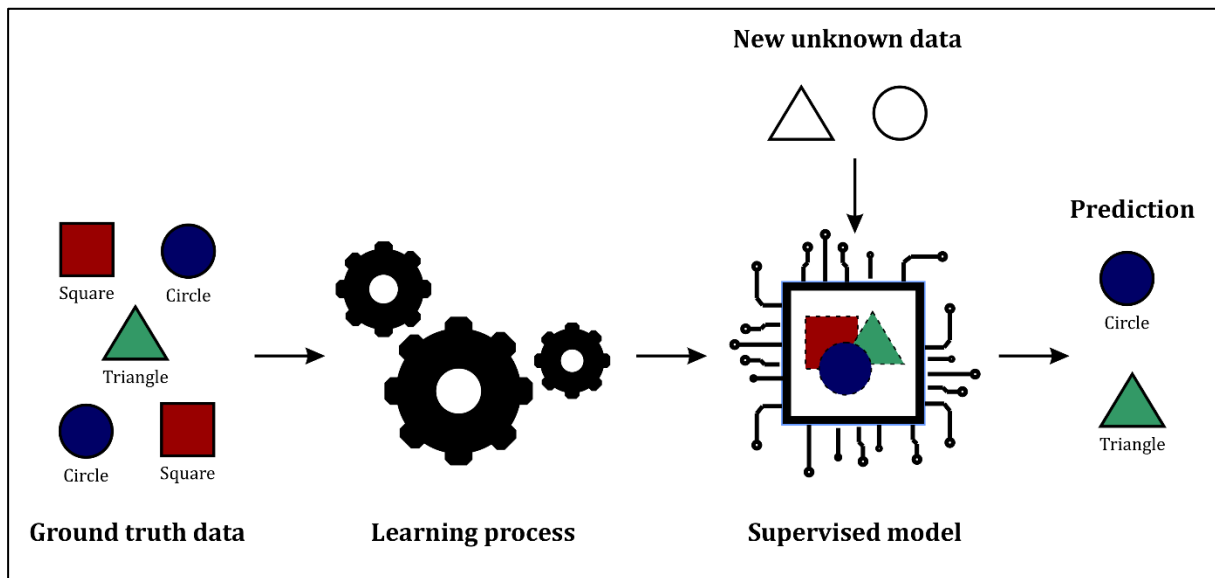 New unknown data
Square
Circle
Triangle
Circle
Square
Prediction
Circle
Triangle
Ground truth data
Learning process
Supervised model